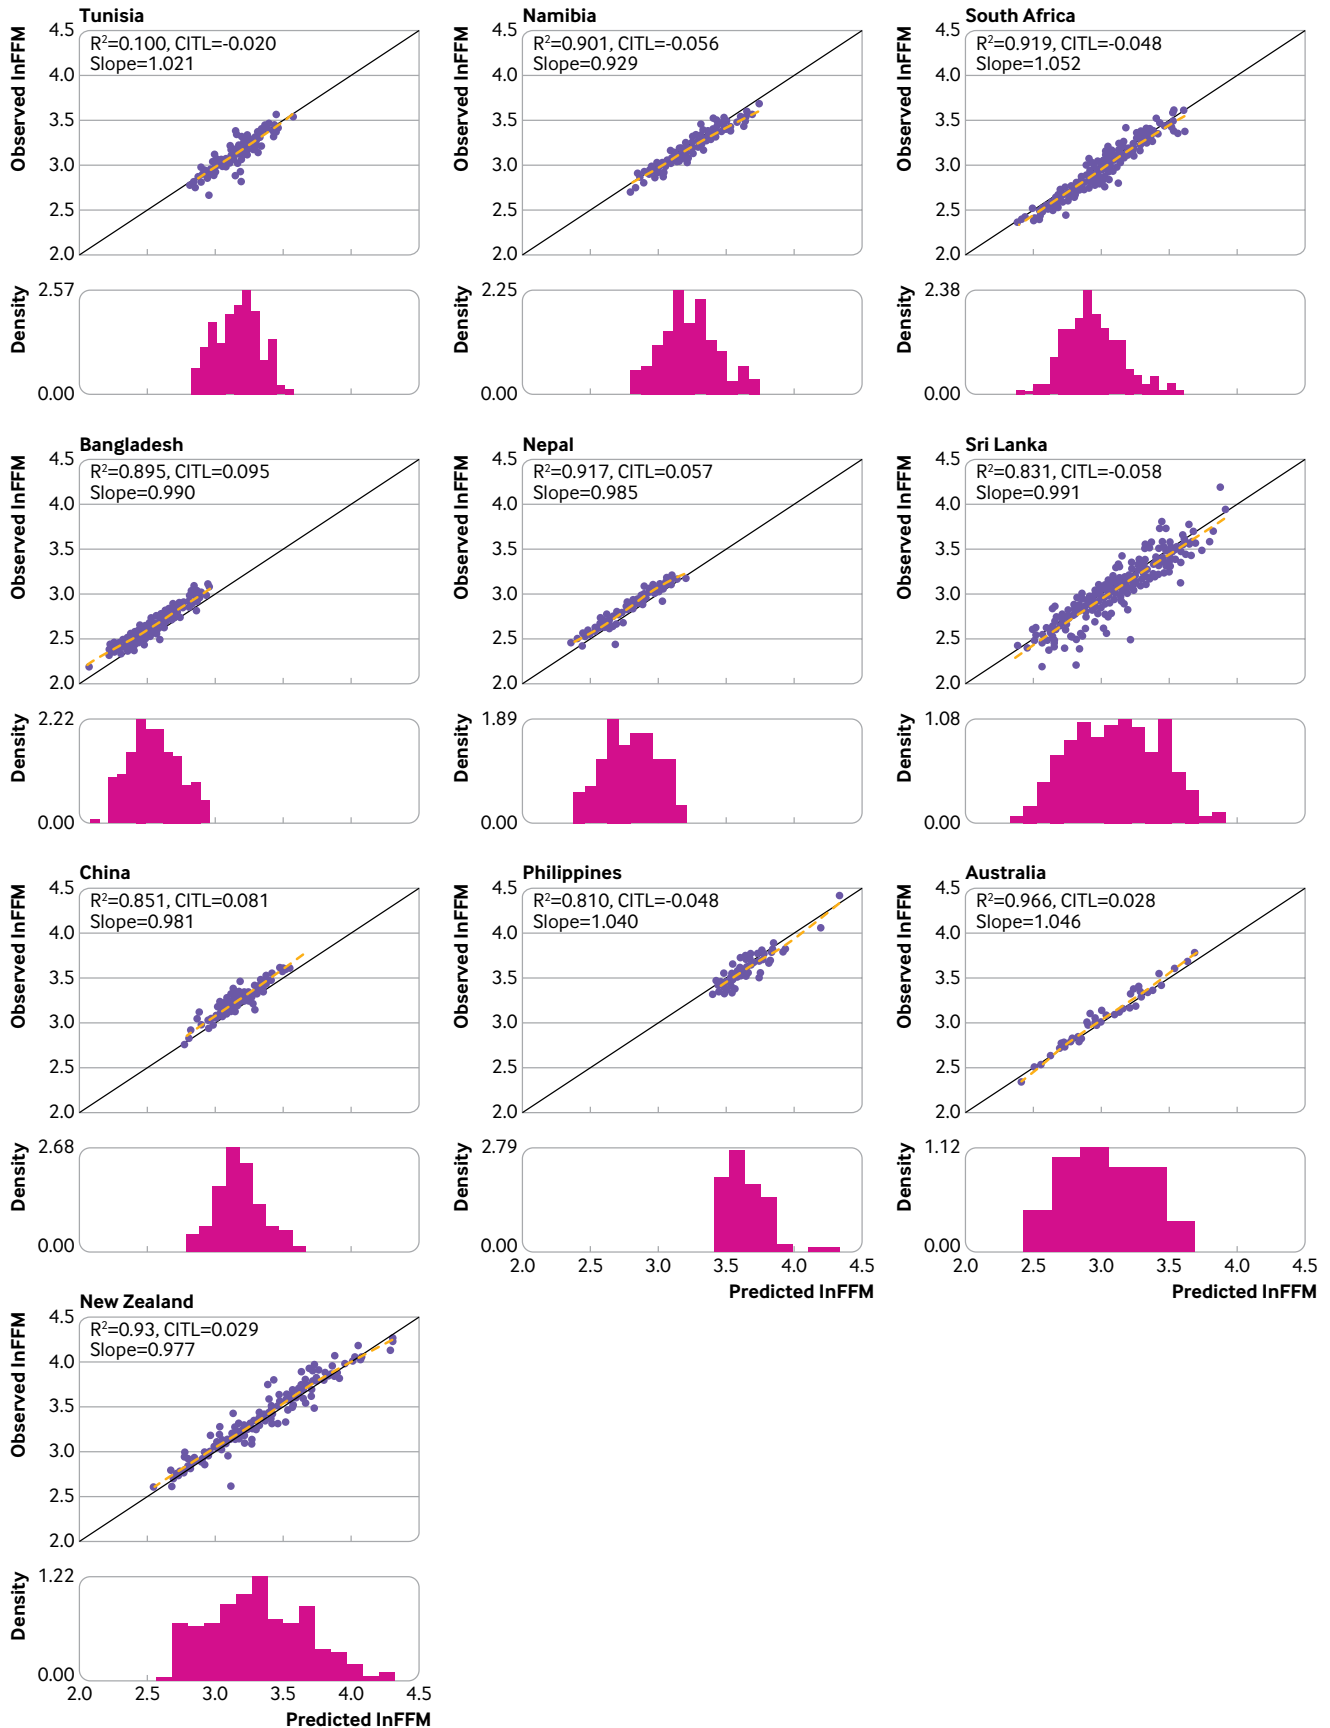 Tunisia
Observed lnFFM
4.5
4.0
3.5
3.0
2.5
2.0
R²=0.100, CITL=-0.020
Slope=1.021
Density
2.57
0.00
Namibia
Observed lnFFM
4.5
4.0
3.5
3.0
2.5
2.0
R²=0.901, CITL=-0.056
Slope=0.929
Density
2.25
0.00
South Africa
Observed lnFFM
4.5
4.0
3.5
3.0
2.5
2.0
R²=0.919, CITL=-0.048
Slope=1.052
Density
2.38
0.00
Bangladesh
Observed lnFFM
4.5
4.0
3.5
3.0
2.5
2.0
R²=0.895, CITL=0.095
Slope=0.990
Density
2.22
0.00
Nepal
Observed lnFFM
4.5
4.0
3.5
3.0
2.5
2.0
R²=0.917, CITL=0.057
Slope=0.985
Density
1.89
0.00
Sri Lanka
Observed lnFFM
4.5
4.0
3.5
3.0
2.5
2.0
R²=0.831, CITL=-0.058
Slope=0.991
Density
1.08
0.00
China
Observed lnFFM
4.5
4.0
3.5
3.0
2.5
2.0
R²=0.851, CITL=0.081
Slope=0.981
Density
2.68
0.00
Philippines
Observed lnFFM
4.5
4.0
3.5
3.0
2.5
2.0
R²=0.810, CITL=-0.048
Slope=1.040
Density
2.79
0.00
2.0 2.5 3.0 3.5 4.0 4.5
Predicted lnFFM
Australia
Observed lnFFM
4.5
4.0
3.5
3.0
2.5
2.0
R²=0.966, CITL=0.028
Slope=1.046
Density
1.12
0.00
2.0 2.5 3.0 3.5 4.0 4.5
Predicted lnFFM
New Zealand
Observed lnFFM
4.5
4.0
3.5
3.0
2.5
2.0
R²=0.93, CITL=0.029
Slope=0.977
Density
1.22
0.00
2.0 2.5 3.0 3.5 4.0 4.5
Predicted lnFFM